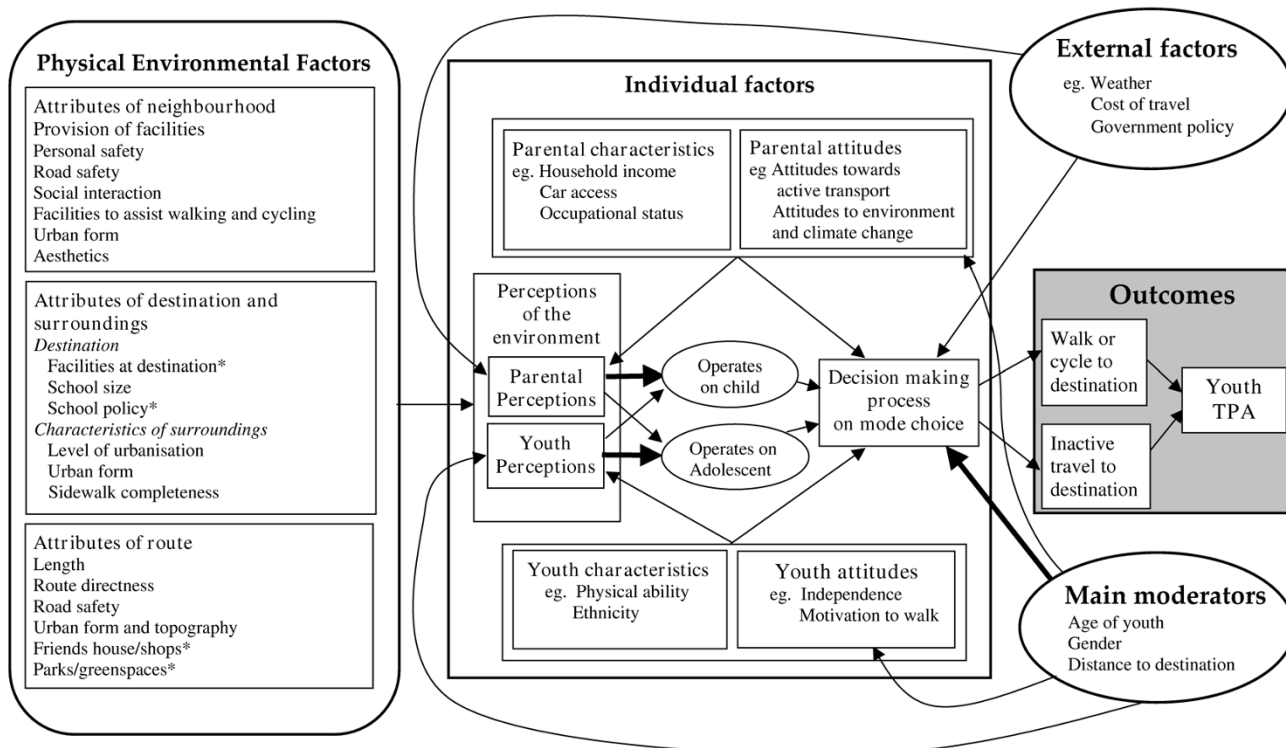 Physical Environmental Factors
Attributes of neighbourhood
Provision of facilities
Personal safety
Road safety
Social interaction
Facilities to assist walking and cycling
Urban form
Aesthetics
Attributes of destination and
surroundings
Destination
Facilities at destination*
School size
School policy*
Characteristics of surroundings
Level of urbanisation
Urban form
Sidewalk completeness
Attributes of route
Length
Route directness
Road safety
Urban form and topography
Friends house/shops*
Parks/greenspaces*
Individual factors
Parental characteristics
eg. Household income
Car access
Occupational status
Parental attitudes
eg Attitudes towards
active transport
Attitudes to environment
and climate change
Perceptions
of the
environment
Parental
Perceptions
Youth
Perceptions
Operates
on child
Operates on
Adolescent
Decision making
process
on mode choice
Youth characteristics
eg. Physical ability
Ethnicity
Youth attitudes
eg. Independence
Motivation to walk
External factors
eg. Weather
Cost of travel
Government policy
Outcomes
Walk or
cycle to
destination
Inactive
travel to
destination
Youth
TPA
Main moderators
Age of youth
Gender
Distance to destination